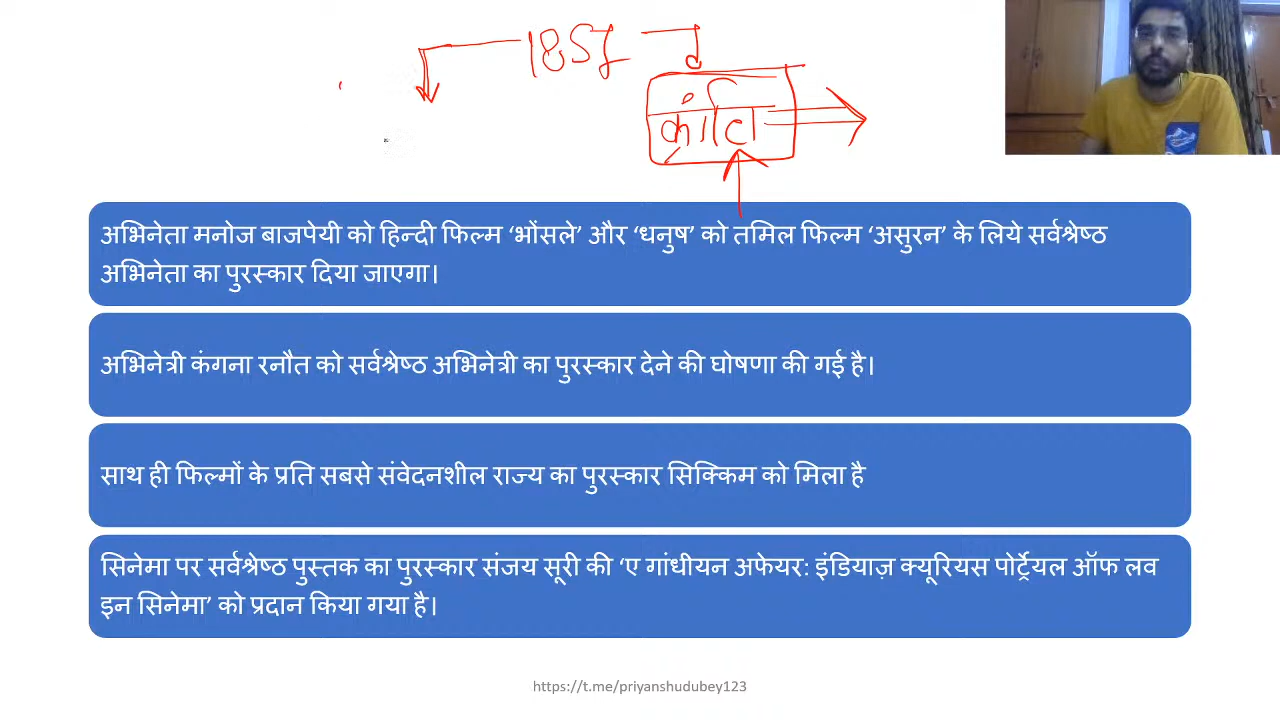 1857
क्रांति
अभिनेता मनोज बाजपेयी को हिन्दी फिल्म ‘भोंसले’ और ‘धनुष’ को तमिल फिल्म ‘असुरन’ के लिये सर्वश्रेष्ठ
अभिनेता का पुरस्कार दिया जाएगा।
अभिनेत्री कंगना रनौत को सर्वश्रेष्ठ अभिनेत्री का पुरस्कार देने की घोषणा की गई है।
साथ ही फिल्मों के प्रति सबसे संवेदनशील राज्य का पुरस्कार सिक्किम को मिला है
सिनेमा पर सर्वश्रेष्ठ पुस्तक का पुरस्कार संजय सूरी की ‘ए गांधीयन अफेयर: इंडियाज़ क्यूरियस पोर्ट्रेयल ऑफ लव
इन सिनेमा’ को प्रदान किया गया है।
https://t.me/priyanshudubey123